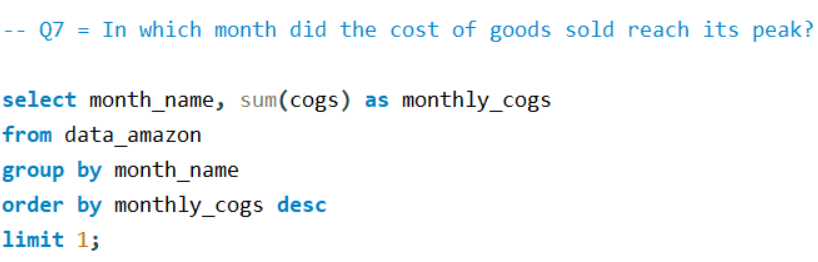 -- Q7 = In which month did the cost of goods sold reach its peak?
select month_name, sum(cogs) as monthly_cogs
from data_amazon
group by month_name
order by monthly_cogs desc
limit 1;